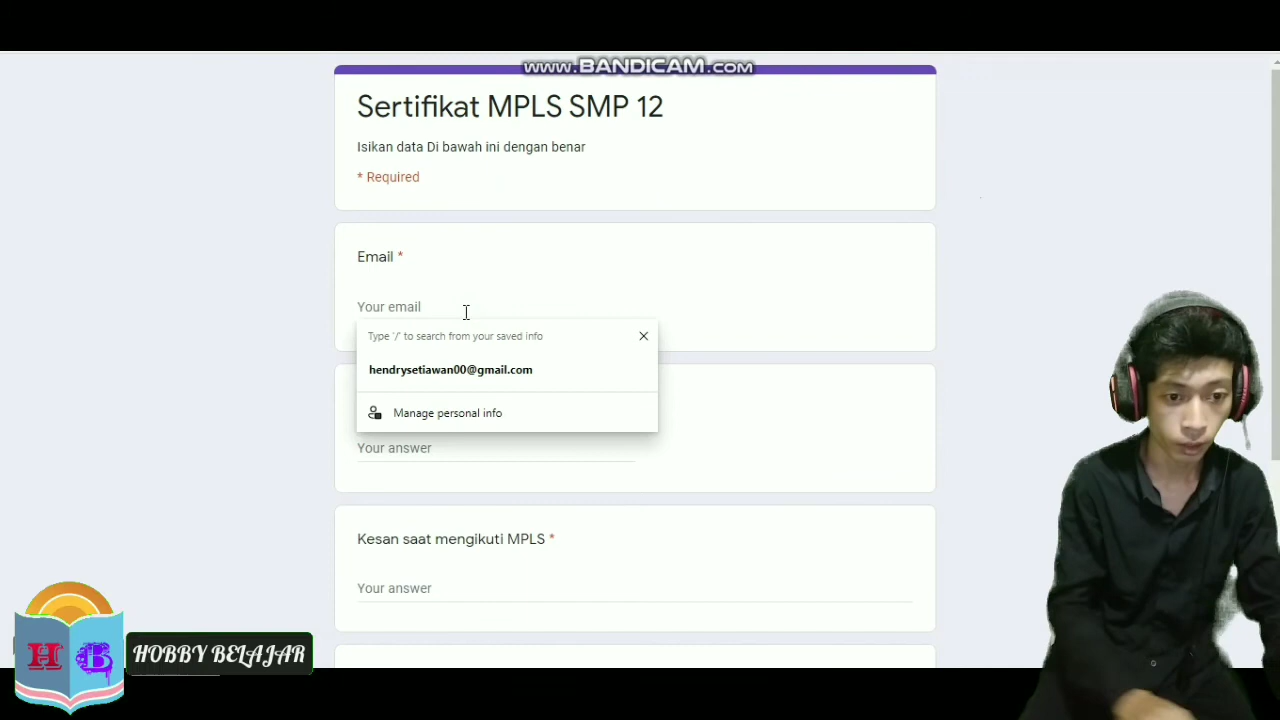 www.BANDICAM.com
Sertifikat MPLS SMP 12
Isikan data Di bawah ini dengan benar
* Required
Email *
Your email
Type '/' to search from your saved info
hendrysetiawan00@gmail.com
Manage personal info
Your answer
Kesan saat mengikuti MPLS *
Your answer
H B
HOBBY BELAJAR